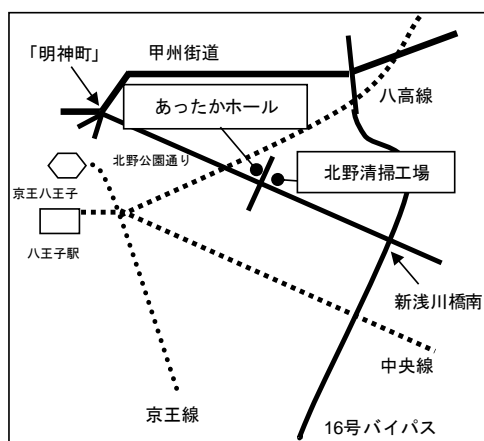 「明神町」
甲州街道
八高線
あったかホール
北野公園通り
北野清掃工場
京王八王子
八王子駅
新浅川橋南
中央線
京王線
16号バイパス